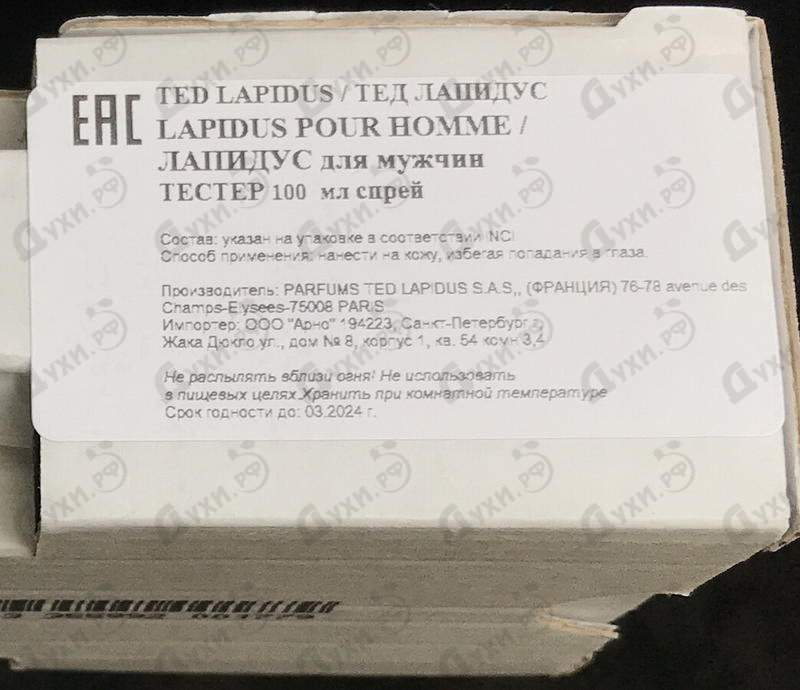 EAC
TED LAPIDUS / ТЕД ЛАПИДУС
LAPIDUS POUR HOMME /
ЛАПИДУС для мужчин
ТЕСТЕР 100 мл спрей
Состав: указан на упаковке в соответствии INCI
Способ применения: нанести на кожу, избегая попадания в глаза.
Производитель: PARFUMS TED LAPIDUS S.A.S,, (ФРАНЦИЯ) 76-78 avenue des
Champs-Elysees-75008 PARIS
Импортер: ООО "Арно" 194223, Санкт-Петербург г,
Жака Дюкло ул., дом № 8, корпус 1, кв. 54 комн 3,4
Не распылять вблизи огня! Не использовать
в пищевых целях.Хранить при комнатной температуре
Срок годности до: 03.2024 г.
Духи.рф